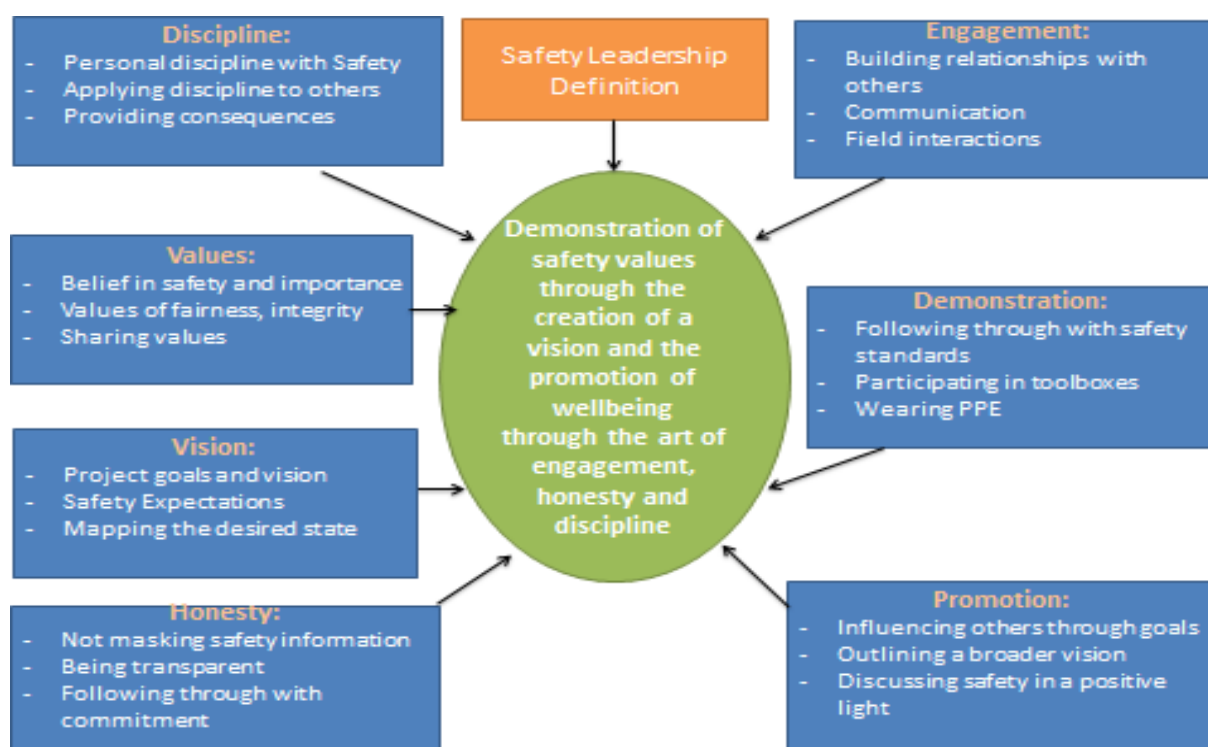 Discipline:
- Personal discipline with Safety
- Applying discipline to others
- Providing consequences
Safety Leadership
Definition
Engagement:
- Building relationships with
others
- Communication
- Field interactions
Values:
- Belief in safety and importance
- Values of fairness, integrity
- Sharing values
Demonstration of
safety values
through the
creation of a
vision and the
promotion of
wellbeing
through the art of
engagement,
honesty and
discipline
Demonstration:
- Following through with safety
standards
- Participating in toolboxes
- Wearing PPE
Vision:
- Project goals and vision
- Safety Expectations
- Mapping the desired state
Honesty:
- Not masking safety information
- Being transparent
- Following through with
commitment
Promotion:
- Influencing others through goals
- Outlining a broader vision
- Discussing safety in a positive
light